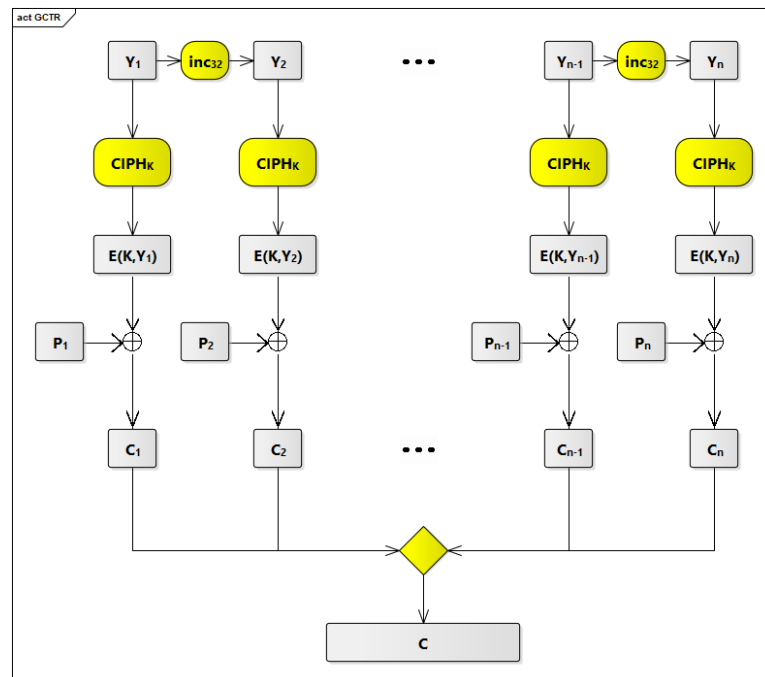 act GCTR
Y₁ inc₃₂ Y₂ ... Yₙ₋₁ inc₃₂ Yₙ
CIPHₖ CIPHₖ CIPHₖ CIPHₖ
E(K,Y₁) E(K,Y₂) E(K,Yₙ₋₁) E(K,Yₙ)
P₁ P₂ Pₙ₋₁ Pₙ
C₁ C₂ ... Cₙ₋₁ Cₙ
C